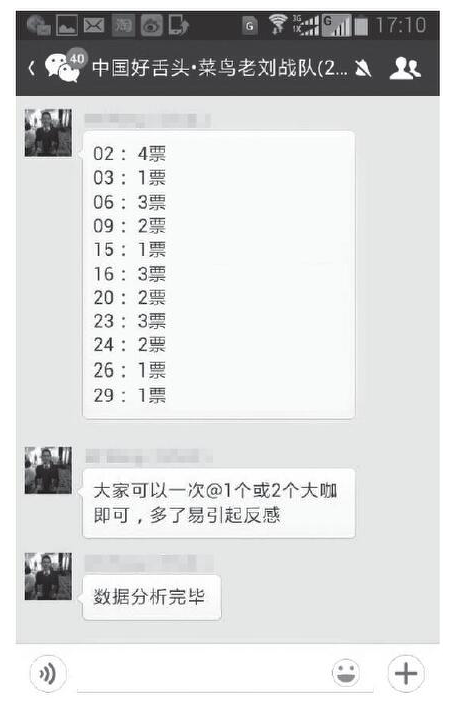 淘
G
3G
1X
G
17:10
40
中国好舌头·菜鸟老刘战队(2...
02：4票
03：1票
06：3票
09：2票
15：1票
16：3票
20：2票
23：3票
24：2票
26：1票
29：1票
大家可以一次@1个或2个大咖
即可，多了易引起反感
数据分析完毕